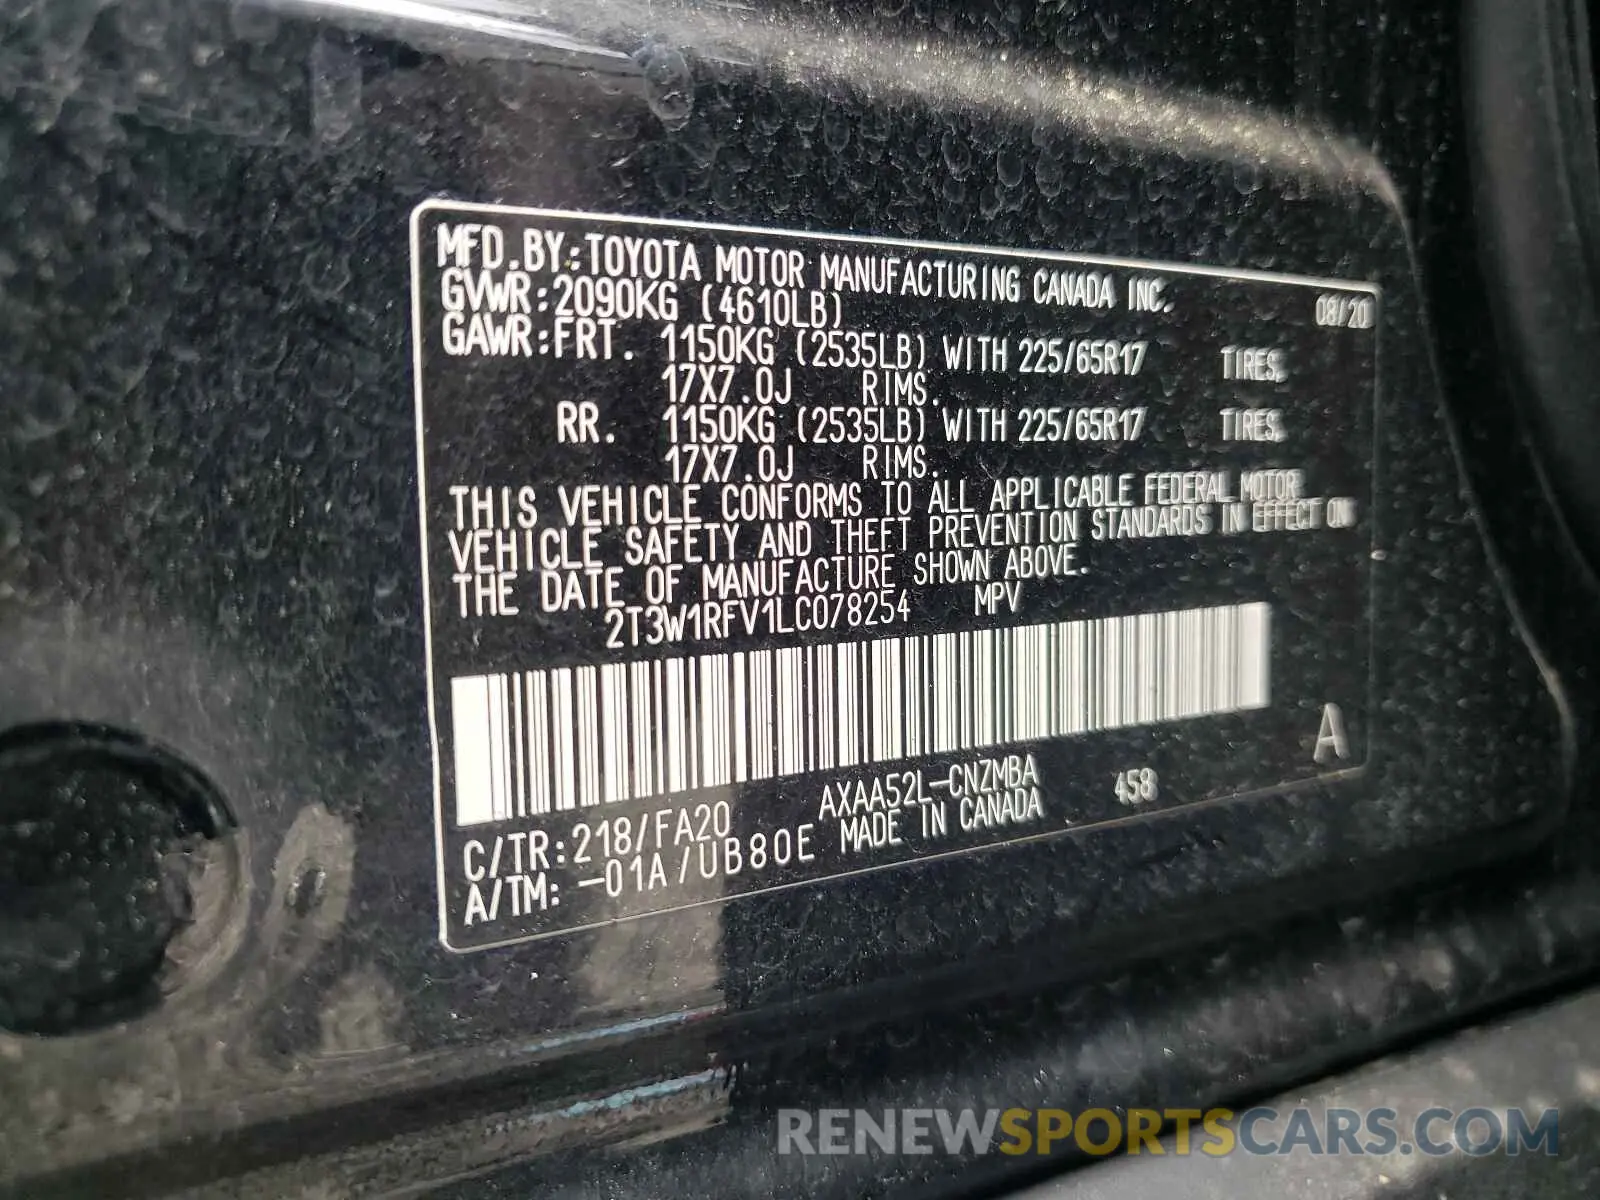 MFD.BY:TOYOTA MOTOR MANUFACTURING CANADA INC. 08/20
GVWR:2090KG (4610LB)
GAWR:FRT. 1150KG (2535LB) WITH 225/65R17 TIRES,
17X7.0J RIMS.
RR. 1150KG (2535LB) WITH 225/65R17 TIRES,
17X7.0J RIMS.
THIS VEHICLE CONFORMS TO ALL APPLICABLE FEDERAL MOTOR
VEHICLE SAFETY AND THEFT PREVENTION STANDARDS IN EFFECT ON
THE DATE OF MANUFACTURE SHOWN ABOVE.
2T3W1RFV1LC078254 MPV
A
C/TR:218/FA20 AXAA52L-CNZMBA 458
A/TM: -01A/UB80E MADE IN CANADA
RENEWSPORTSCARS.COM